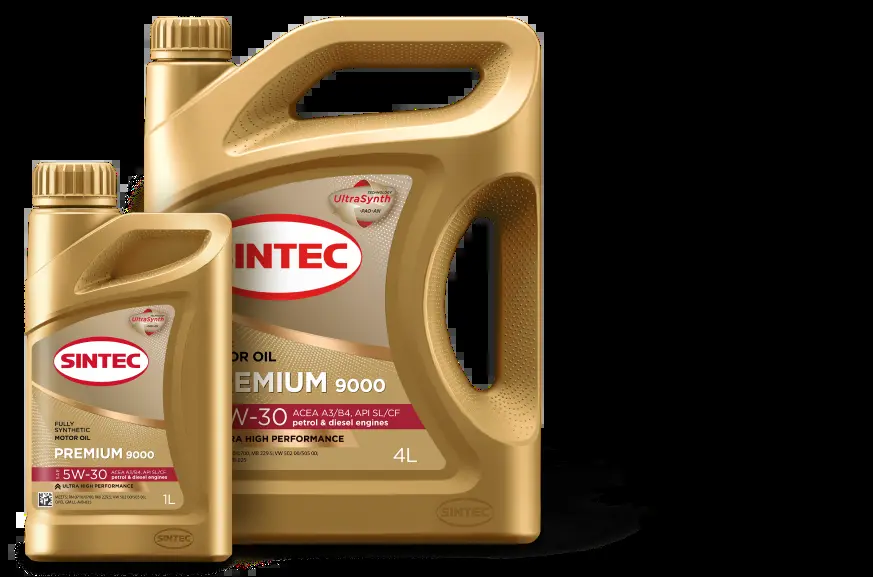 TECHNOLOGY
UltraSynth
PAO·AN
SINTEC
OR OIL
EMIUM 9000
W-30 ACEA A3/B4, API SL/CF
petrol & diesel engines
RA HIGH PERFORMANCE
4L
SINTEC
UltraSynth
SINTEC
FULLY
SYNTHETIC
MOTOR OIL
PREMIUM 9000
SAE 5W-30 ACEA A3/B4, API SL/CF
petrol & diesel engines
ULTRA HIGH PERFORMANCE
1L
SINTEC